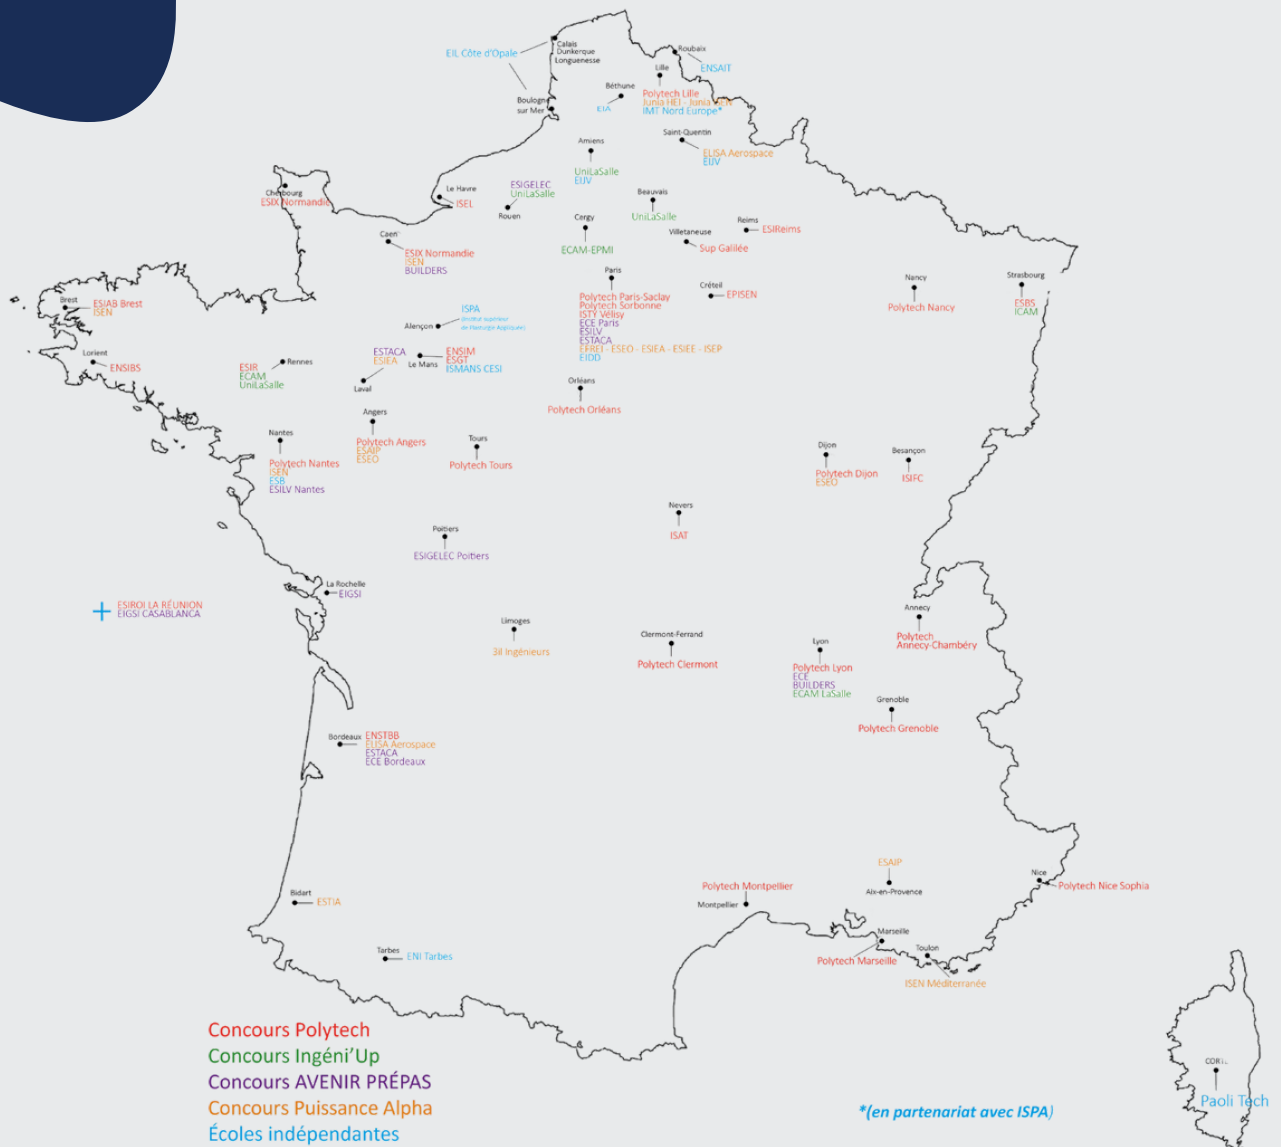 EIL Côte d'Opale
Calais
Dunkerque
Longuenesse
Roubaix
ENSAIT
Lille
Polytech Lille
Junia HEI - Junia ISEN
IMT Nord Europe*
Béthune
EIA
Boulogne
sur Mer
Saint-Quentin
ELISA Aerospace
EIJV
Amiens
UniLaSalle
EIJV
Cherbourg
ESIX Normandie
Le Havre
ISEL
ESIGELEC
UniLaSalle
Rouen
Beauvais
UniLaSalle
Cergy
ECAM-EPMI
Villetaneuse
Sup Galilée
Reims
ESIReims
Caen
ESIX Normandie
ISEN
BUILDERS
Paris
Polytech Paris-Saclay
Polytech Sorbonne
ISTY Vélisy
ECE Paris
ESILV
ESTACA
EFREI - ESEO - ESIEA - ESIEE - ISEP
EIDD
Créteil
EPISEN
Nancy
Polytech Nancy
Strasbourg
ESBS
ICAM
Brest
ESIAB Brest
ISEN
ISPA
(Institut supérieur
de Plasturgie Appliquée)
Alençon
Lorient
ENSIBS
Rennes
ESIR
ECAM
UniLaSalle
ESTACA
ESIEA
Laval
Le Mans
ENSIM
ESGT
ISMANS CESI
Orléans
Polytech Orléans
Angers
Polytech Angers
ESAIP
ESEO
Nantes
Polytech Nantes
ISEN
ESB
ESILV Nantes
Tours
Polytech Tours
Dijon
Polytech Dijon
ESEO
Besançon
ISIFC
Nevers
ISAT
Poitiers
ESIGELEC Poitiers
La Rochelle
EIGSI
+
ESIROI LA RÉUNION
EIGSI CASABLANCA
Limoges
3iI Ingénieurs
Clermont-Ferrand
Polytech Clermont
Lyon
Polytech Lyon
ECE
BUILDERS
ECAM LaSalle
Annecy
Polytech
Annecy-Chambéry
Grenoble
Polytech Grenoble
Bordeaux
ENSTBB
ELISA Aerospace
ESTACA
ECE Bordeaux
Bidart
ESTIA
Tarbes
ENI Tarbes
Polytech Montpellier
Montpellier
ESAIP
Aix-en-Provence
Nice
Polytech Nice Sophia
Marseille
Polytech Marseille
Toulon
ISEN Méditerranée
Paoli Tech
Concours Polytech
Concours Ingéni'Up
Concours AVENIR PRÉPAS
Concours Puissance Alpha
Écoles indépendantes
*(en partenariat avec ISPA)